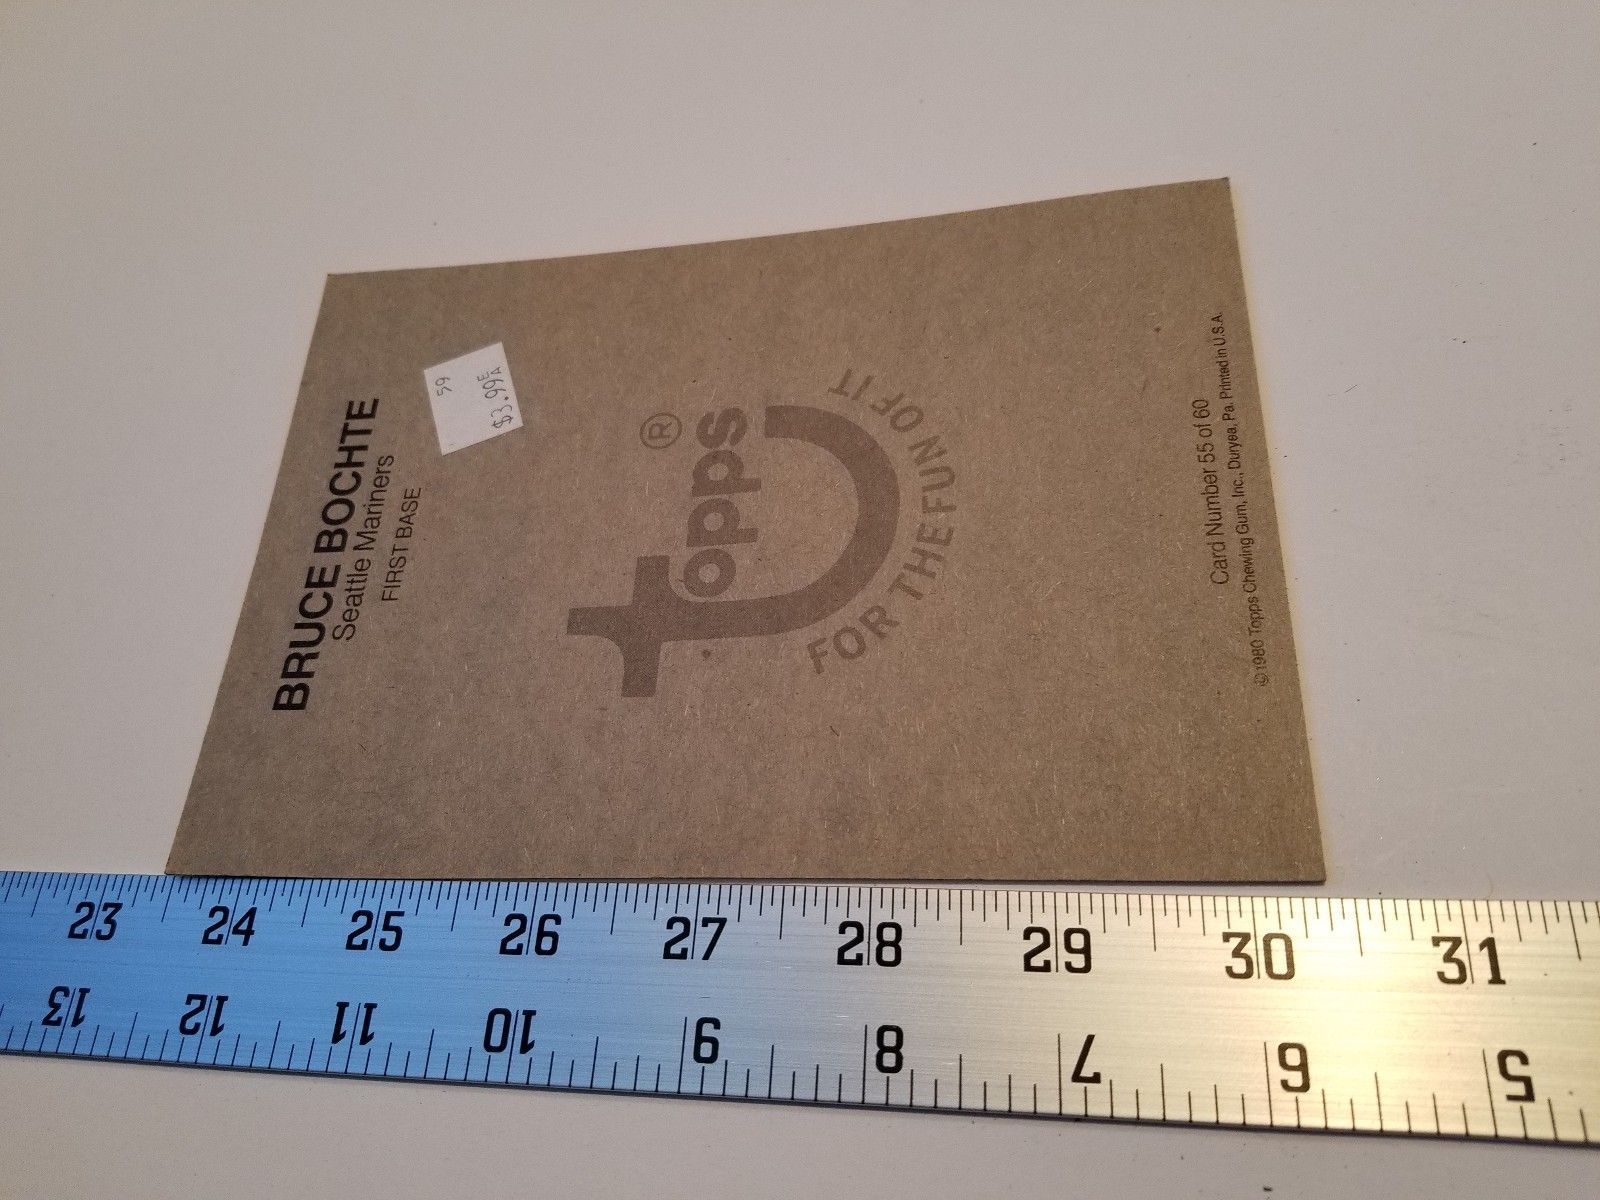 BRUCE BOCHTE
Seattle Mariners
FIRST BASE
59
$3.99 EA
topps®
FOR THE FUN OF IT
Card Number 55 of 60
© 1980 Topps Chewing Gum, Inc., Duryea, Pa. Printed in U.S.A.
23 24 25 26 27 28 29 30 31
13 12 11 10 9 8 7 6 5